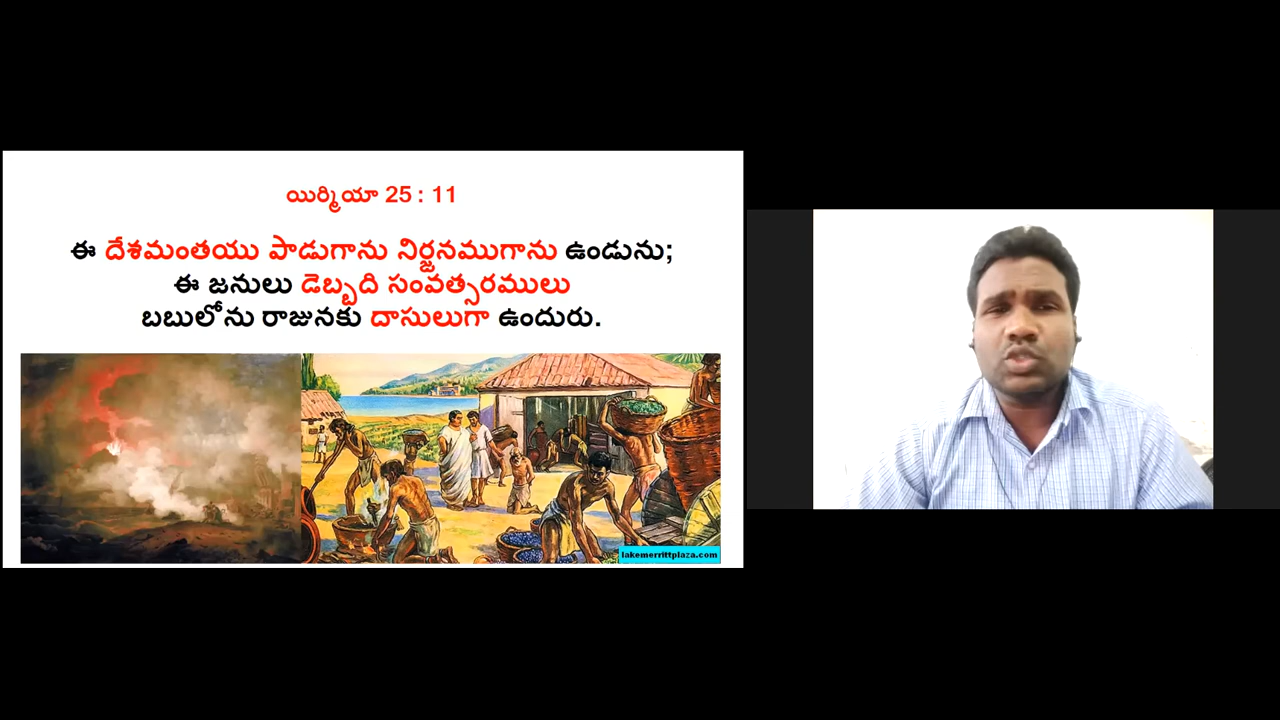 యిర్మియా 25 : 11
ఈ దేశమంతయు పాడుగాను నిర్జనముగాను ఉండును;
ఈ జనులు డెబ్బది సంవత్సరములు
బబులోను రాజునకు దాసులుగా ఉందురు.
lakemerrittplaza.com